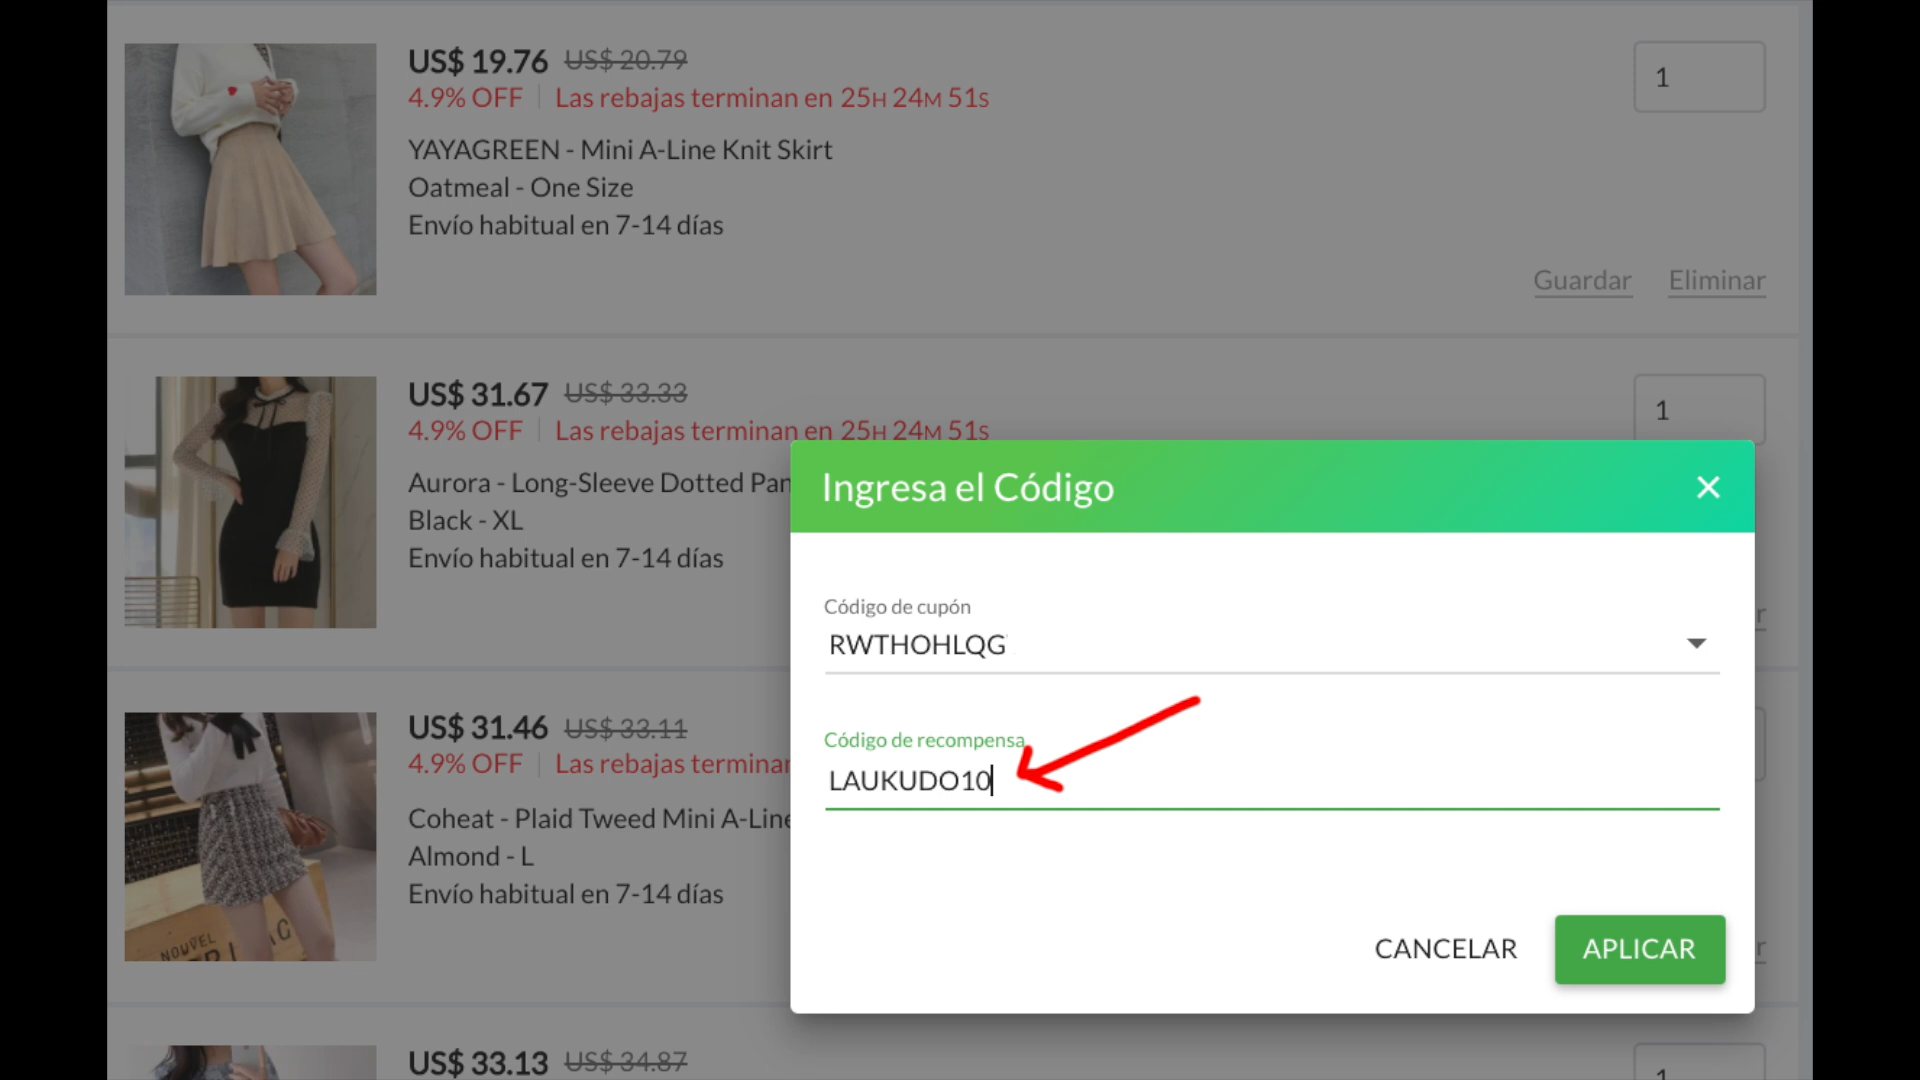 US$ 19.76 US$ 20.79
1
4.9% OFF Las rebajas terminan en 25H 24M 51S
YAYAGREEN - Mini A-Line Knit Skirt
Oatmeal - One Size
Envío habitual en 7-14 días
Guardar Eliminar
US$ 31.67 US$ 33.33
1
4.9% OFF Las rebajas terminan en 25H 24M 51S
Aurora - Long-Sleeve Dotted Pan
Black - XL
Envío habitual en 7-14 días
US$ 31.46 US$ 33.11
4.9% OFF Las rebajas terminar
Coheat - Plaid Tweed Mini A-Line
Almond - L
Envío habitual en 7-14 días
NOUVEL
US$ 33.13 US$ 34.87
1
Ingresa el Código
Código de cupón
RWTHOHLQG
Código de recompensa
LAUKUDO10
CANCELAR APLICAR